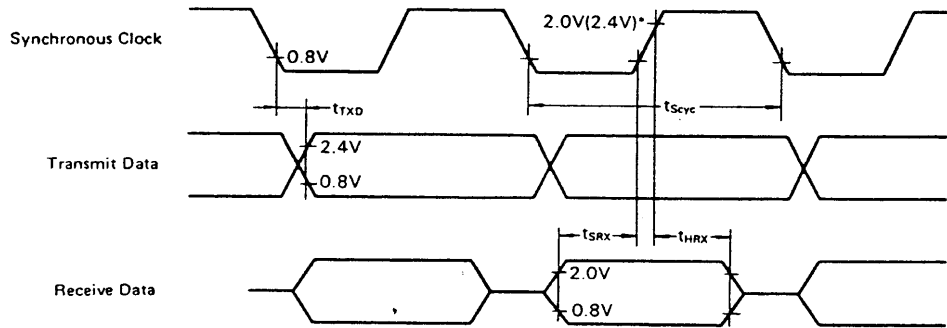 Synchronous Clock
2.0V(2.4V)*
0.8V
tTXD
tScyc
Transmit Data
2.4V
0.8V
tSRX
tHRX
Receive Data
2.0V
0.8V